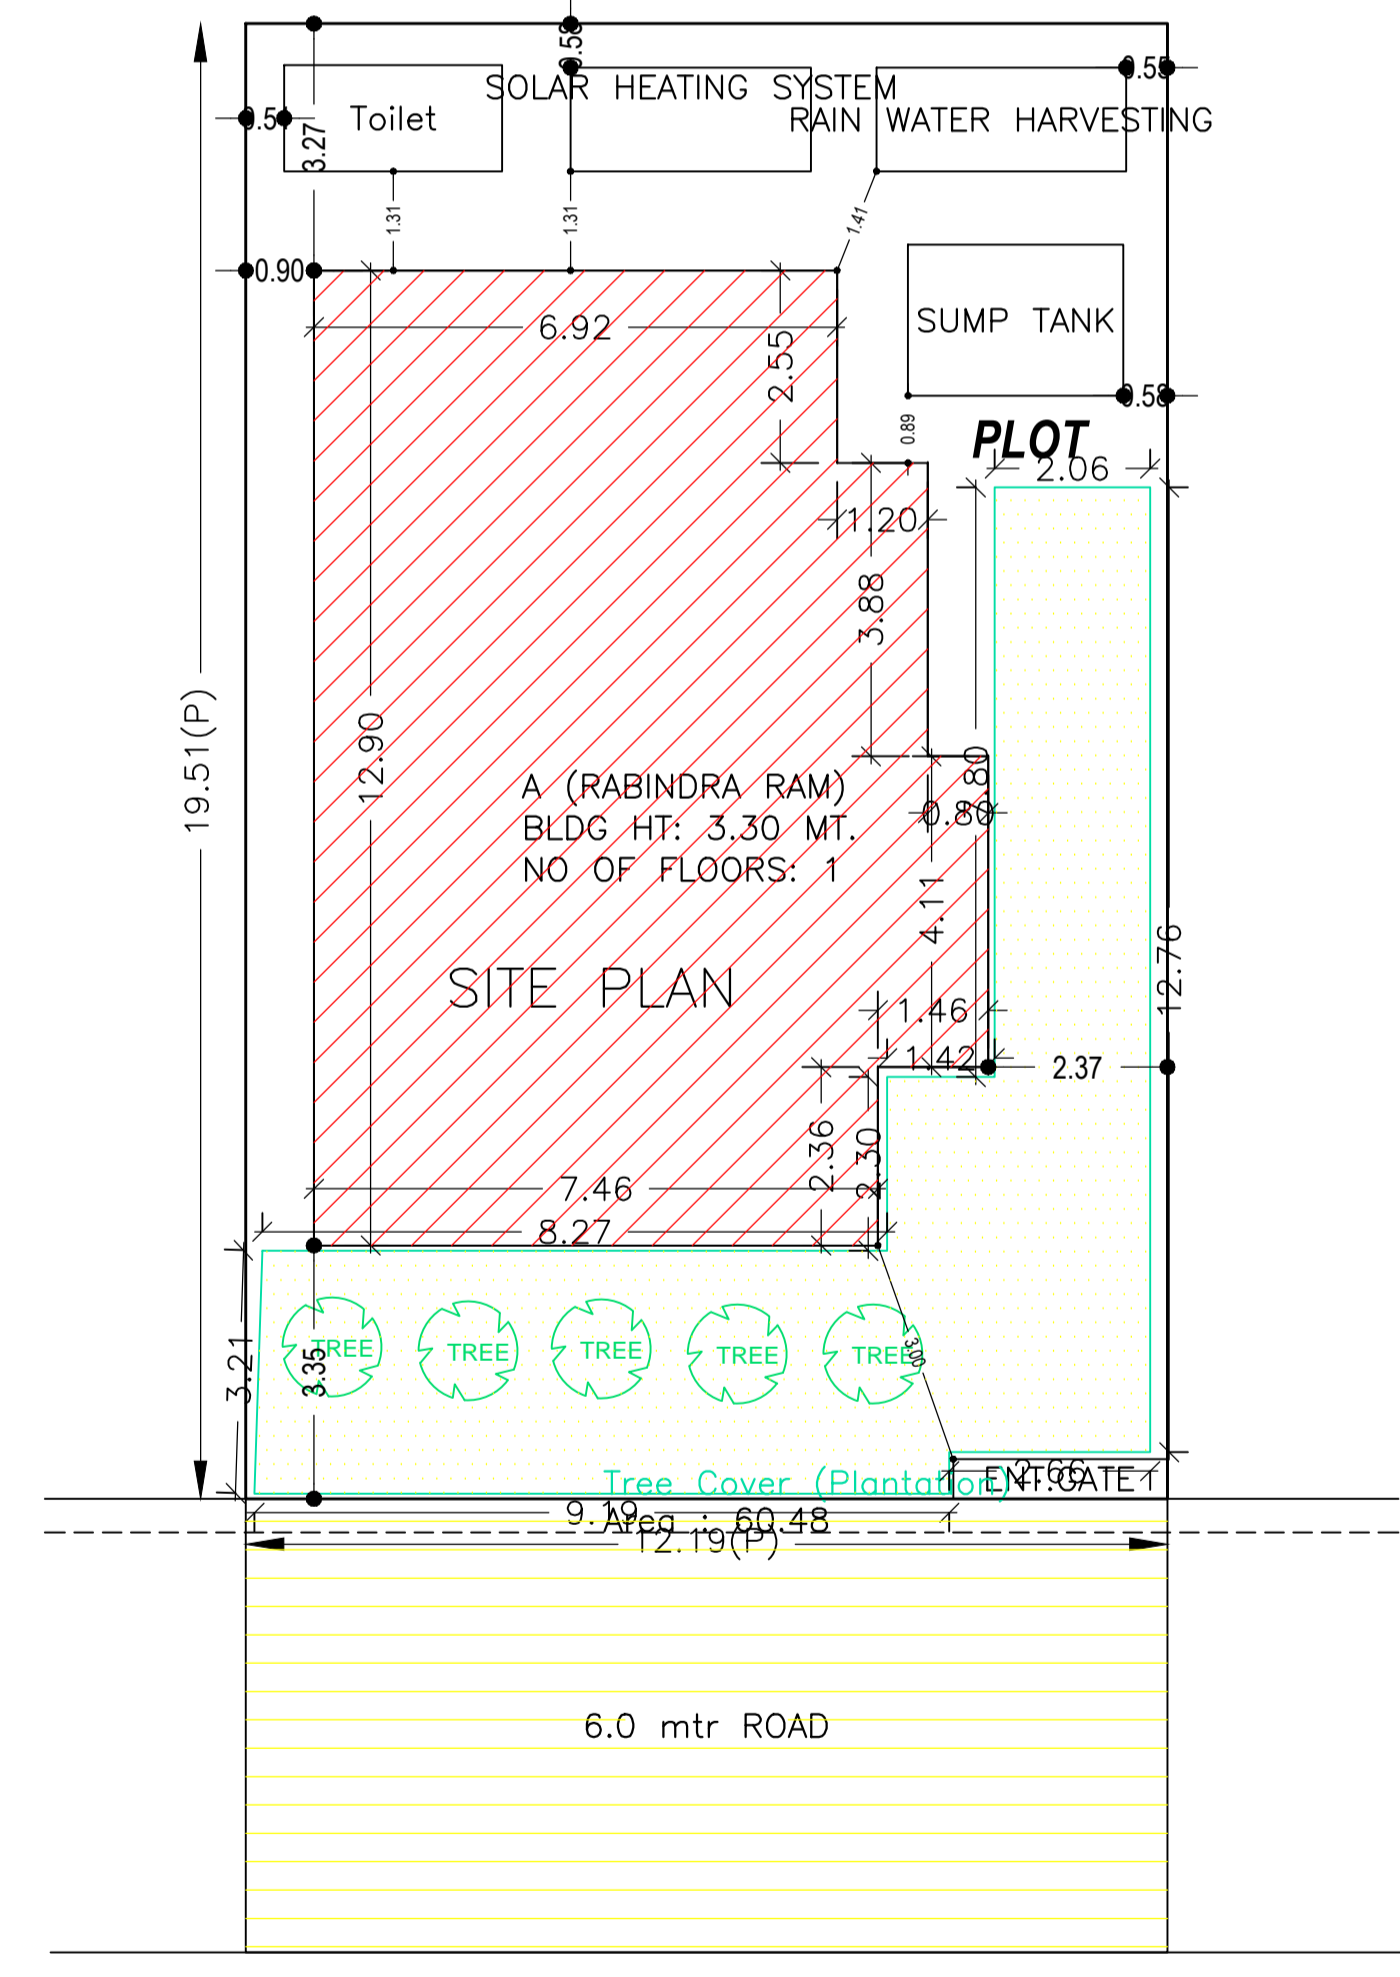 0.58
0.55
SOLAR HEATING SYSTEM
0.51
Toilet
RAIN WATER HARVESTING
3.27
1.31
1.31
1.41
0.90
6.92
2.55
SUMP TANK
0.58
0.89
PLOT
2.06
1.20
3.88
19.51(P)
12.90
7.80
A (RABINDRA RAM)
BLDG HT: 3.30 MT.
NO OF FLOORS: 1
0.80
4.11
12.76
SITE PLAN
1.46
1.42
2.37
2.36
2.30
7.46
8.27
TREE
TREE
TREE
TREE
TREE
3.00
3.21
3.35
Tree Cover (Plantation)
ENT.GATE
2.66
9.19
Area : 60.48
12.19(P)
6.0 mtr ROAD